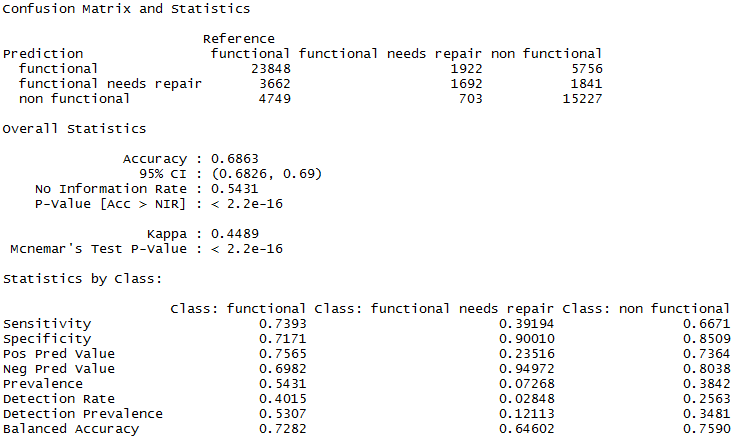 Confusion Matrix and Statistics
Reference
Prediction functional functional needs repair non functional
functional 23848 1922 5756
functional needs repair 3662 1692 1841
non functional 4749 703 15227
Overall Statistics
Accuracy : 0.6863
95% CI : (0.6826, 0.69)
No Information Rate : 0.5431
P-Value [Acc > NIR] : < 2.2e-16
Kappa : 0.4489
Mcnemar's Test P-Value : < 2.2e-16
Statistics by Class:
Class: functional Class: functional needs repair Class: non functional
Sensitivity 0.7393 0.39194 0.6671
Specificity 0.7171 0.90010 0.8509
Pos Pred Value 0.7565 0.23516 0.7364
Neg Pred Value 0.6982 0.94972 0.8038
Prevalence 0.5431 0.07268 0.3842
Detection Rate 0.4015 0.02848 0.2563
Detection Prevalence 0.5307 0.12113 0.3481
Balanced Accuracy 0.7282 0.64602 0.7590